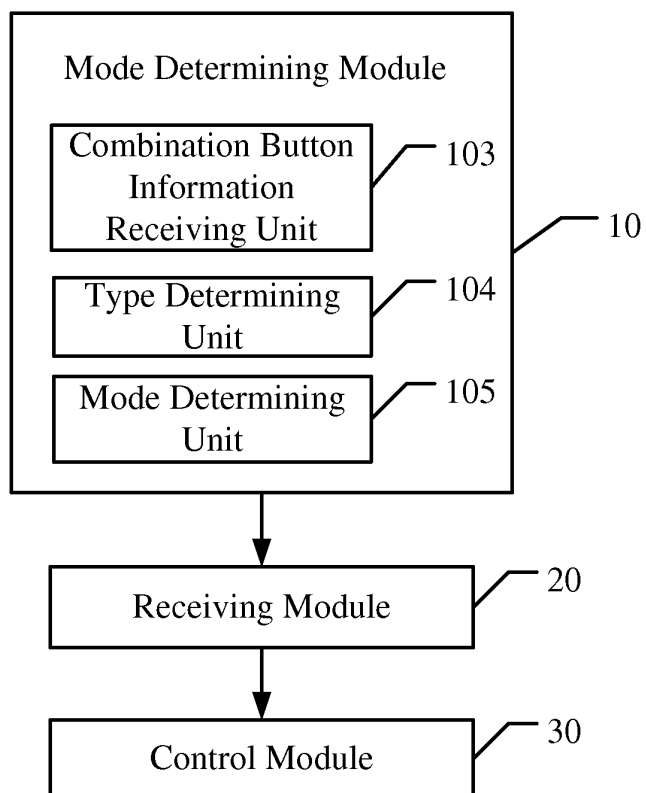 Mode Determining Module
Combination Button
Information
Receiving Unit
103
10
Type Determining
Unit
104
Mode Determining
Unit
105
Receiving Module
20
Control Module
30